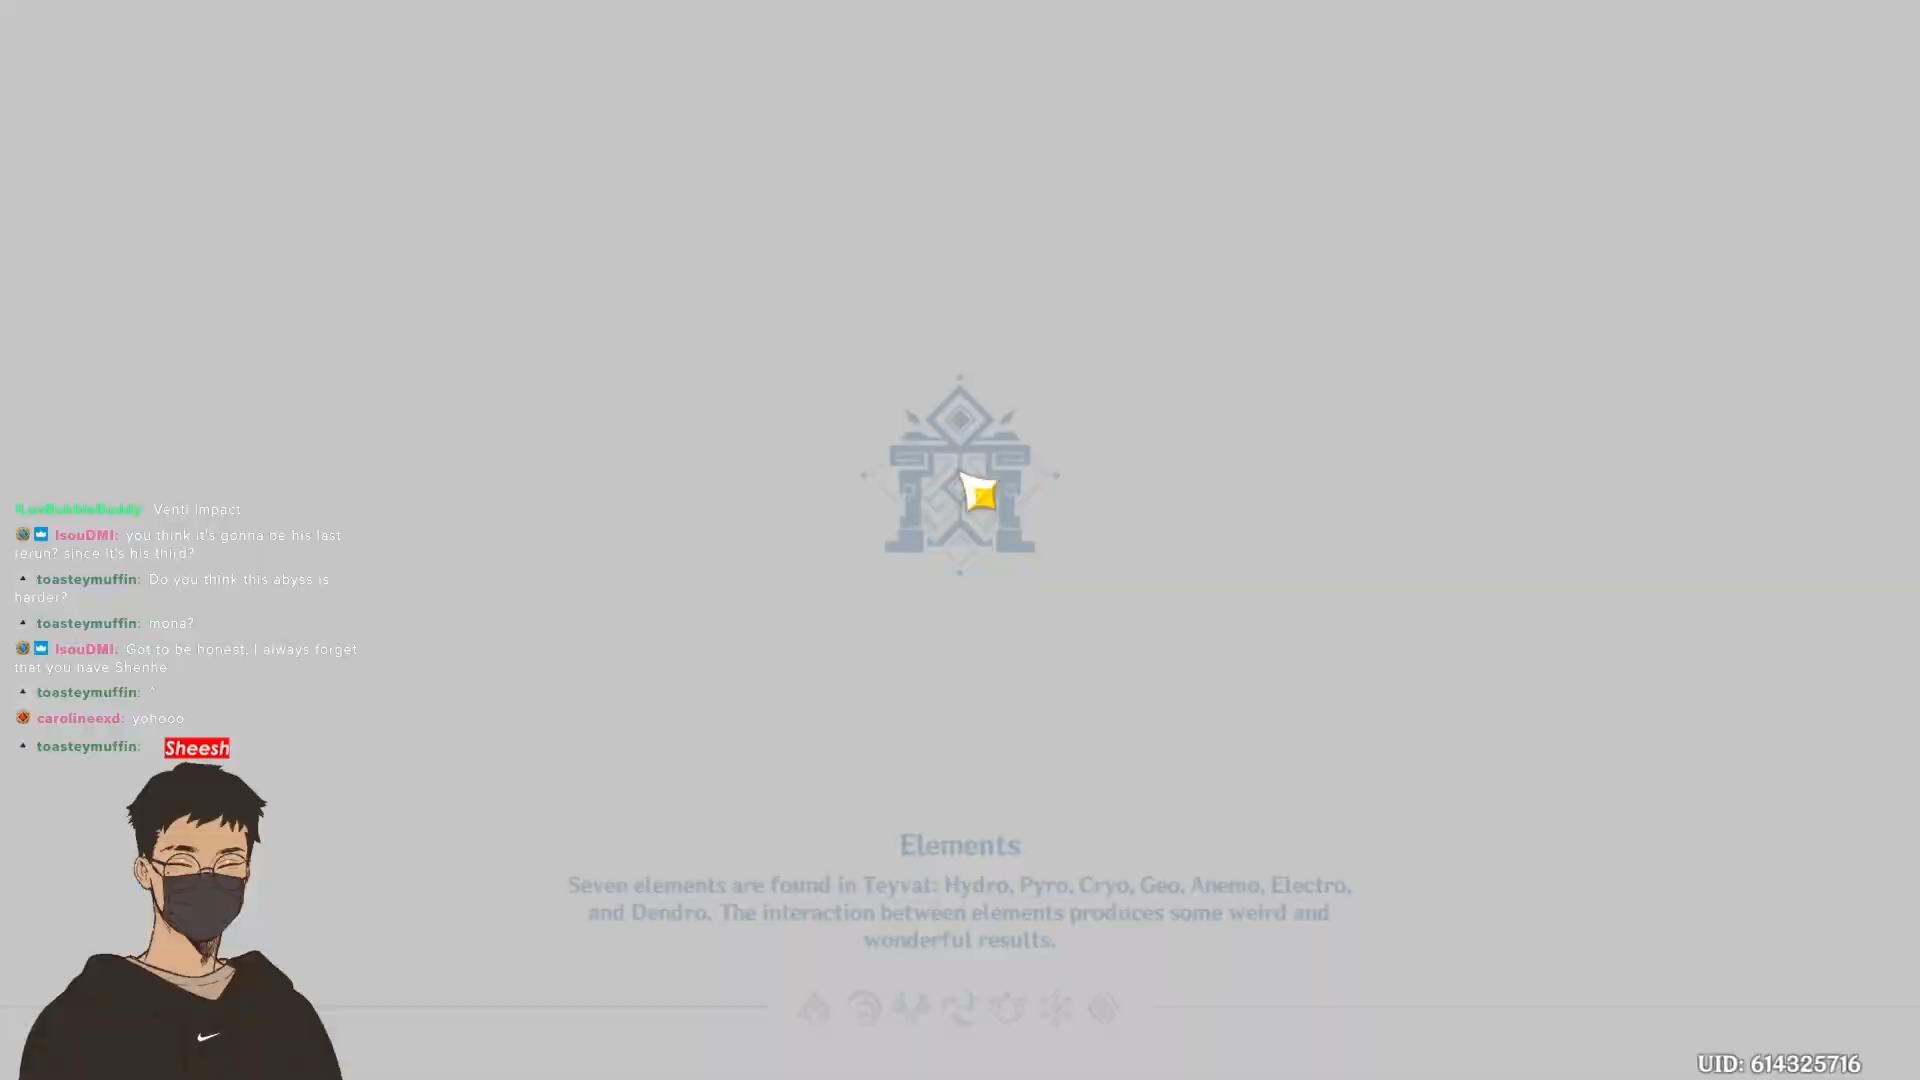 ILuvBubbleBuddy Venti Impact
IsouDMI: you think it's gonna be his last
rerun? since it's his third?
toasteymuffin: Do you think this abyss is
harder?
toasteymuffin: mona?
IsouDMI: Got to be honest, I always forget
that you have Shenhe
toasteymuffin: ^
carolineexd: yohooo
toasteymuffin: Sheesh
Elements
Seven elements are found in Teyvat: Hydro, Pyro, Cryo, Geo, Anemo, Electro,
and Dendro. The interaction between elements produces some weird and
wonderful results.
UID: 614325716